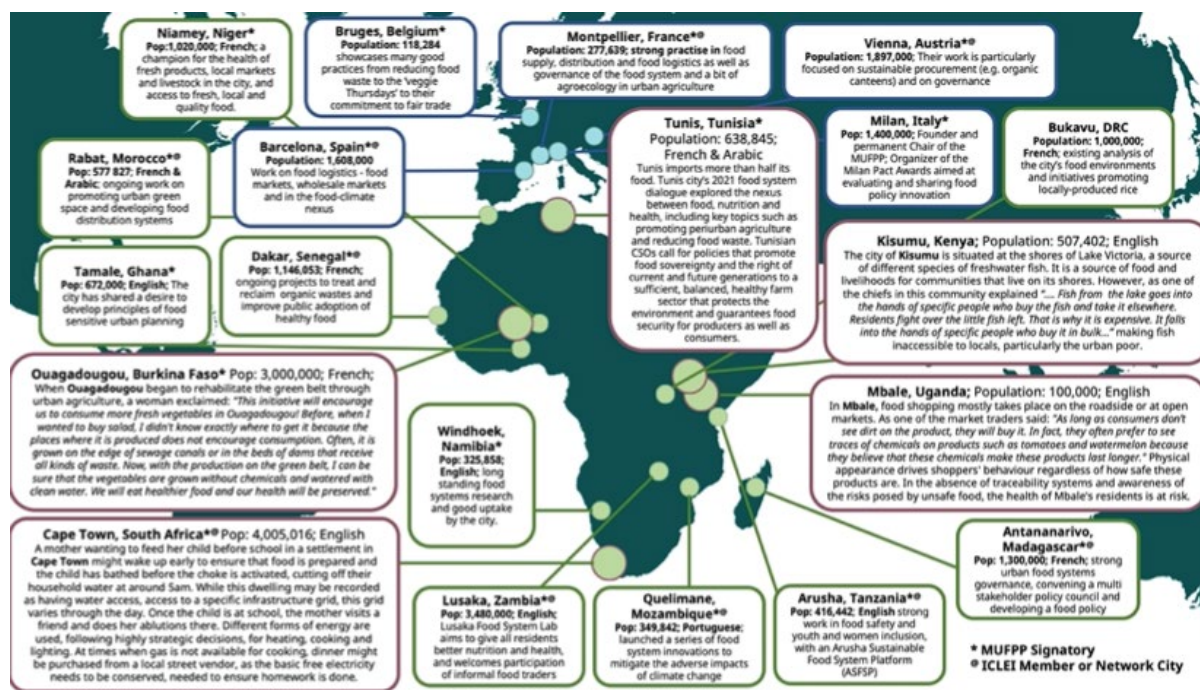 Niamey, Niger*
Pop:1,020,000; French; a
champion for the health of
fresh products, local markets
and livestock in the city, and
access to fresh, local and
quality food.
Bruges, Belgium*
Population: 118,284
showcases many good
practices from reducing food
waste to the 'veggie
Thursdays' to their
commitment to fair trade
Montpellier, France*@
Population: 277,639; strong practise in food
supply, distribution and food logistics as well as
governance of the food system and a bit of
agroecology in urban agriculture
Vienna, Austria*@
Population: 1,897,000; Their work is particularly
focused on sustainable procurement (e.g. organic
canteens) and on governance
Rabat, Morocco*@
Pop: 577 827; French &
Arabic; ongoing work on
promoting urban green
space and developing food
distribution systems
Barcelona, Spain*@
Population: 1,608,000
Work on food logistics - food
markets, wholesale markets
and in the food-climate
nexus
Tunis, Tunisia*
Population: 638,845;
French & Arabic
Tunis imports more than half its
food. Tunis city's 2021 food system
dialogue explored the nexus
between food, nutrition and
health, including key topics such as
promoting periurban agriculture
and reducing food waste. Tunisian
CSOs call for policies that promote
food sovereignty and the right of
current and future generations to a
sufficient, balanced, healthy farm
sector that protects the
environment and guarantees food
security for producers as well as
consumers.
Milan, Italy*@
Pop: 1,400,000; Founder and
permanent Chair of the
MUFPP; Organizer of the
Milan Pact Awards aimed at
evaluating and sharing food
policy innovation
Bukavu, DRC
Population: 1,000,000;
French; existing analysis of
the city's food environments
and initiatives promoting
locally-produced rice
Tamale, Ghana*
Pop: 672,000; English; The
city has shared a desire to
develop principles of food
sensitive urban planning
Dakar, Senegal*@
Pop: 1,146,053; French;
ongoing projects to treat and
reclaim organic wastes and
improve public adoption of
healthy food
Kisumu, Kenya; Population: 507,402; English
The city of Kisumu is situated at the shores of Lake Victoria, a source
of different species of freshwater fish. It is a source of food and
livelihoods for communities that live on its shores. However, as one of
the chiefs in this community explained ".... Fish from the lake goes into
the hands of specific people who buy the fish and take it elsewhere.
Residents fight over the little fish left. That is why it is expensive. It falls
into the hands of specific people who buy it in bulk..." making fish
inaccessible to locals, particularly the urban poor.
Ouagadougou, Burkina Faso* Pop: 3,000,000; French;
When Ouagadougou began to rehabilitate the green belt through
urban agriculture, a woman exclaimed: "This initiative will encourage
us to consume more fresh vegetables in Ouagadougou! Before, when I
wanted to buy salad, I didn't know exactly where to get it because the
places where it is produced does not encourage consumption. Often, it is
grown on the edge of sewage canals or in the beds of dams that receive
all kinds of waste. Now, with the production on the green belt, I can be
sure that the vegetables are grown without chemicals and watered with
clean water. We will eat healthier food and our health will be preserved."
Windhoek,
Namibia*
Pop: 325,858;
English; long
standing food
systems research
and good uptake
by the city.
Mbale, Uganda; Population: 100,000; English
In Mbale, food shopping mostly takes place on the roadside or at open
markets. As one of the market traders said: "As long as consumers don't
see dirt on the product, they will buy it. In fact, they often prefer to see
traces of chemicals on products such as tomatoes and watermelon because
they believe that these chemicals make these products last longer." Physical
appearance drives shoppers' behaviour regardless of how safe these
products are. In the absence of traceability systems and awareness of
the risks posed by unsafe food, the health of Mbale's residents is at risk.
Cape Town, South Africa*@ Pop: 4,005,016; English
A mother wanting to feed her child before school in a settlement in
Cape Town might wake up early to ensure that food is prepared and
the child has bathed before the choke is activated, cutting off their
household water at around 5am. While this dwelling may be recorded
as having water access, access to a specific infrastructure grid, this grid
varies through the day. Once the child is at school, the mother visits a
friend and does her ablutions there. Different forms of energy are
used, following highly strategic decisions, for heating, cooking and
lighting. At times when gas is not available for cooking, dinner might
be purchased from a local street vendor, as the basic free electricity
needs to be conserved, needed to ensure homework is done.
Antananarivo,
Madagascar*@
Pop: 1,300,000; French; strong
urban food systems
governance, convening a multi
stakeholder policy council and
developing a food policy
Lusaka, Zambia*@
Pop: 3,480,000; English;
Lusaka Food System Lab
aims to give all residents
better nutrition and health,
and welcomes participation
of informal food traders
Quelimane,
Mozambique*@
Pop: 349,842; Portuguese;
launched a series of food
system innovations to
mitigate the adverse impacts
of climate change
Arusha, Tanzania*@
Pop: 416,442; English strong
work in food safety and
youth and women inclusion,
with an Arusha Sustainable
Food System Platform
(ASFSP)
* MUFPP Signatory
@ ICLEI Member or Network City